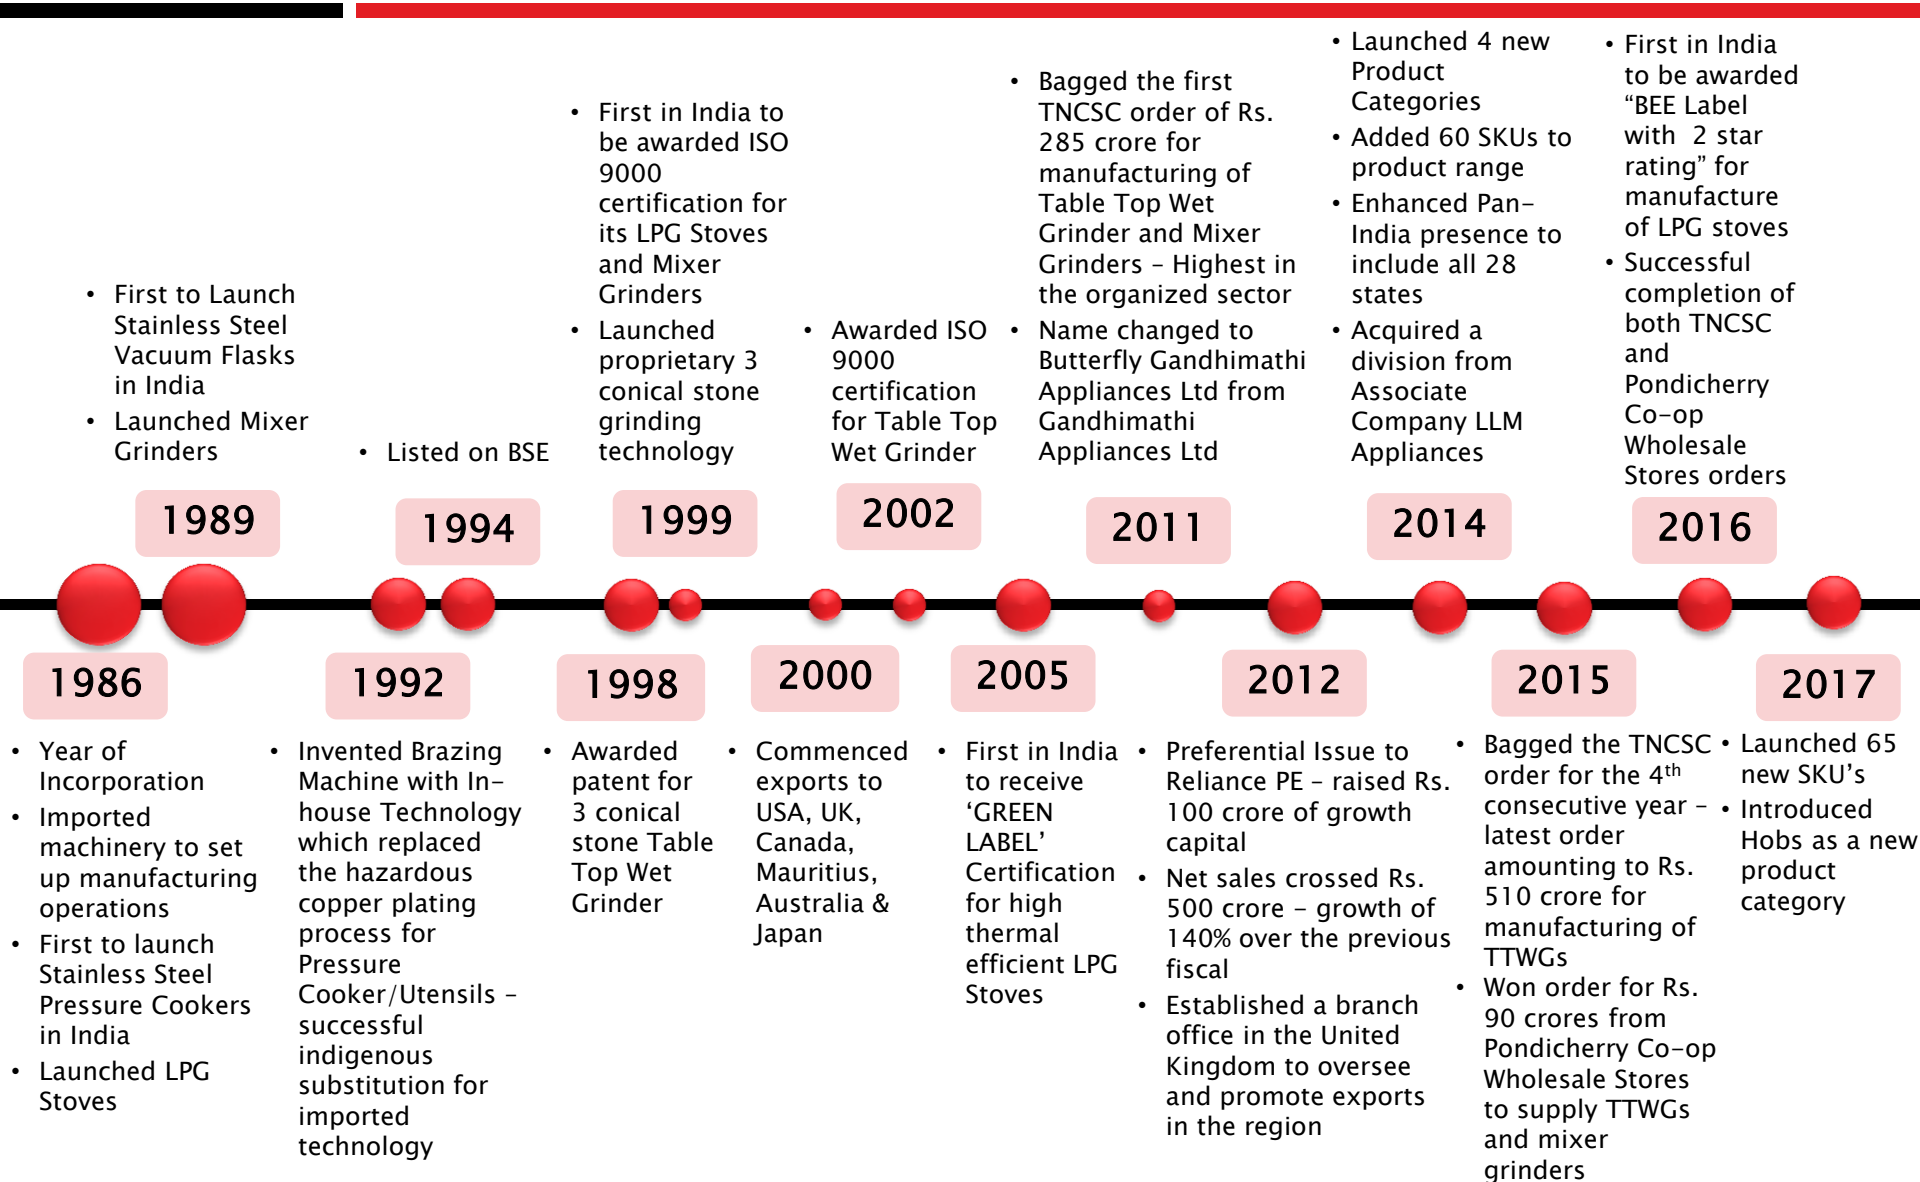 • First to Launch
Stainless Steel
Vacuum Flasks
in India
• Launched Mixer
Grinders
1989
• Listed on BSE
1994
• First in India to
be awarded ISO
9000
certification for
its LPG Stoves
and Mixer
Grinders
• Launched
proprietary 3
conical stone
grinding
technology
1999
• Awarded ISO
9000
certification
for Table Top
Wet Grinder
2002
• Bagged the first
TNCSC order of Rs.
285 crore for
manufacturing of
Table Top Wet
Grinder and Mixer
Grinders – Highest in
the organized sector
• Name changed to
Butterfly Gandhimathi
Appliances Ltd from
Gandhimathi
Appliances Ltd
2011
• Launched 4 new
Product
Categories
• Added 60 SKUs to
product range
• Enhanced Pan-
India presence to
include all 28
states
• Acquired a
division from
Associate
Company LLM
Appliances
2014
• First in India
to be awarded
“BEE Label
with 2 star
rating” for
manufacture
of LPG stoves
• Successful
completion of
both TNCSC
and
Pondicherry
Co-op
Wholesale
Stores orders
2016
1986
• Year of
Incorporation
• Imported
machinery to set
up manufacturing
operations
• First to launch
Stainless Steel
Pressure Cookers
in India
• Launched LPG
Stoves
1992
• Invented Brazing
Machine with In-
house Technology
which replaced
the hazardous
copper plating
process for
Pressure
Cooker/Utensils –
successful
indigenous
substitution for
imported
technology
1998
• Awarded
patent for
3 conical
stone Table
Top Wet
Grinder
2000
• Commenced
exports to
USA, UK,
Canada,
Mauritius,
Australia &
Japan
2005
• First in India
to receive
‘GREEN
LABEL’
Certification
for high
thermal
efficient LPG
Stoves
2012
• Preferential Issue to
Reliance PE – raised Rs.
100 crore of growth
capital
• Net sales crossed Rs.
500 crore – growth of
140% over the previous
fiscal
• Established a branch
office in the United
Kingdom to oversee
and promote exports
in the region
2015
• Bagged the TNCSC
order for the 4th
consecutive year –
latest order
amounting to Rs.
510 crore for
manufacturing of
TTWGs
• Won order for Rs.
90 crores from
Pondicherry Co-op
Wholesale Stores
to supply TTWGs
and mixer
grinders
2017
• Launched 65
new SKU’s
• Introduced
Hobs as a new
product
category